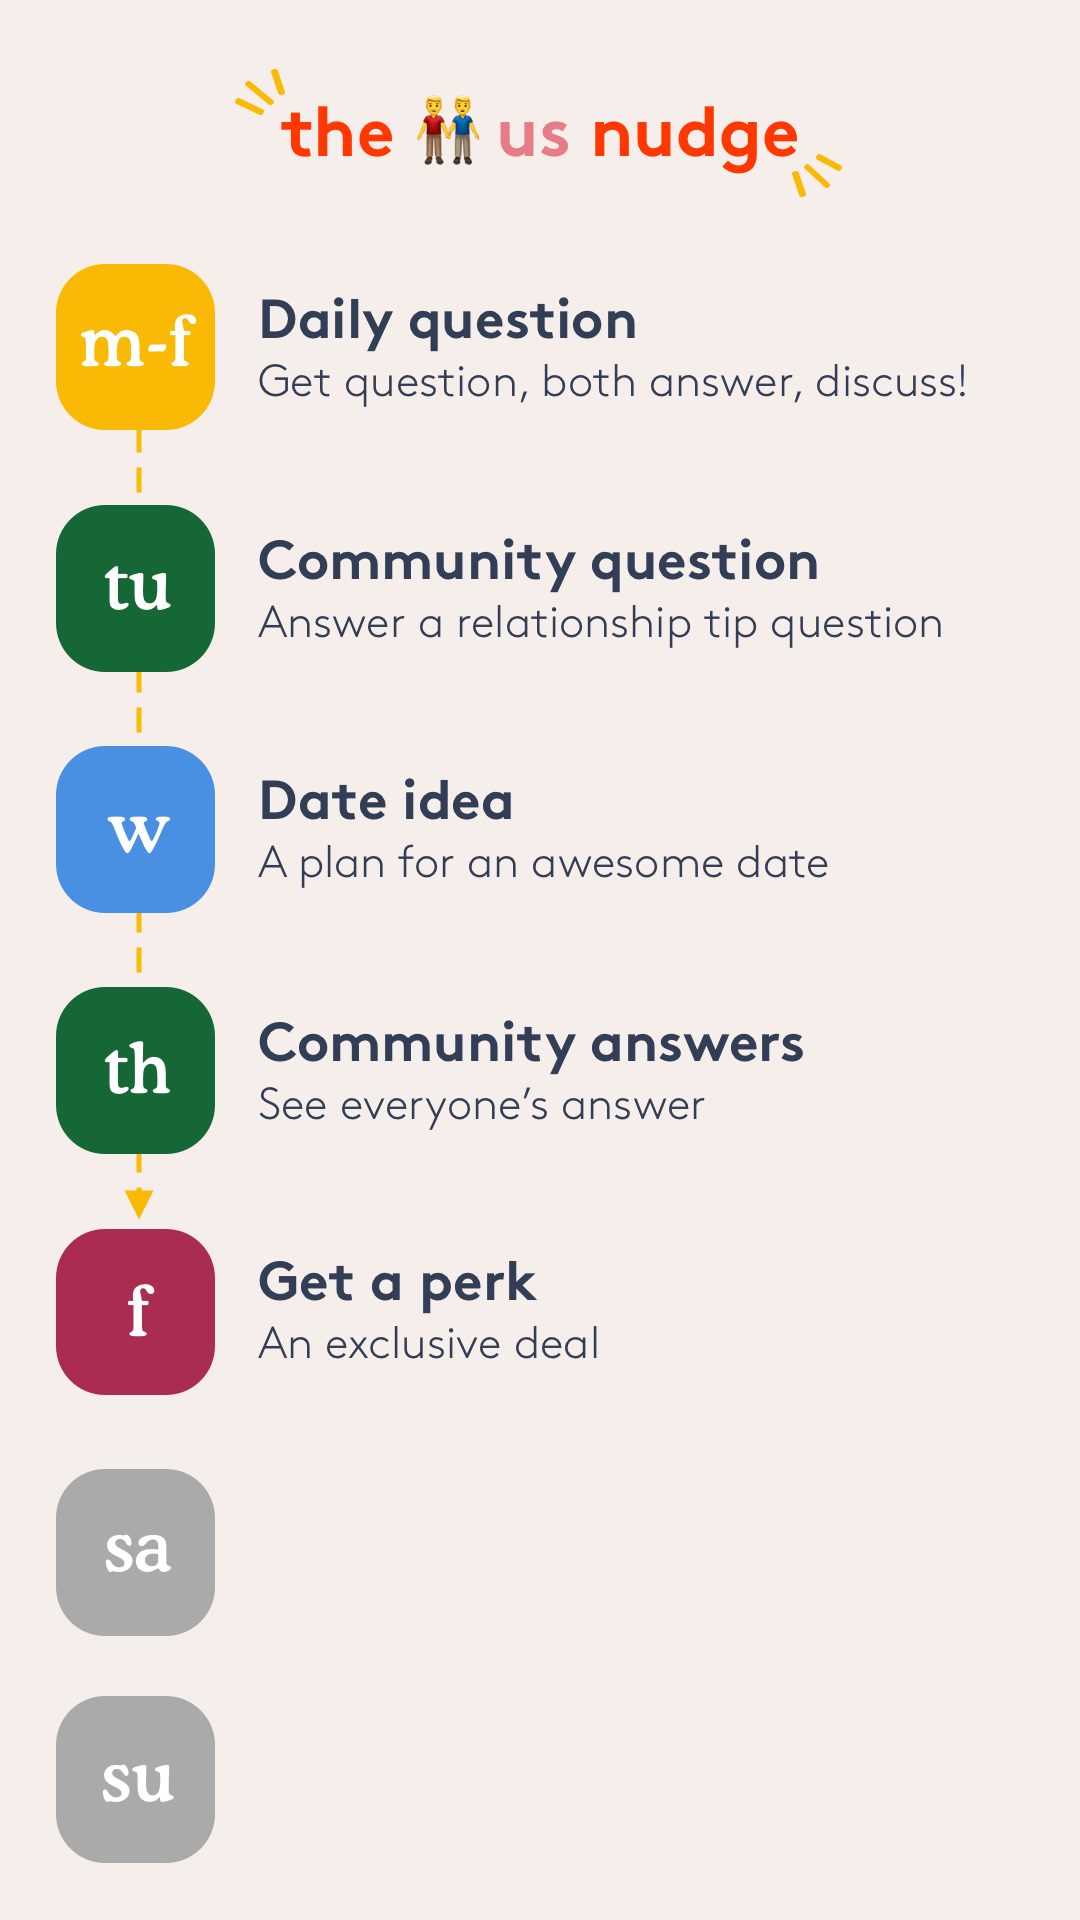 the 👬 us nudge
m-f
Daily question
Get question, both answer, discuss!
tu
Community question
Answer a relationship tip question
w
Date idea
A plan for an awesome date
th
Community answers
See everyone’s answer
f
Get a perk
An exclusive deal
sa
su